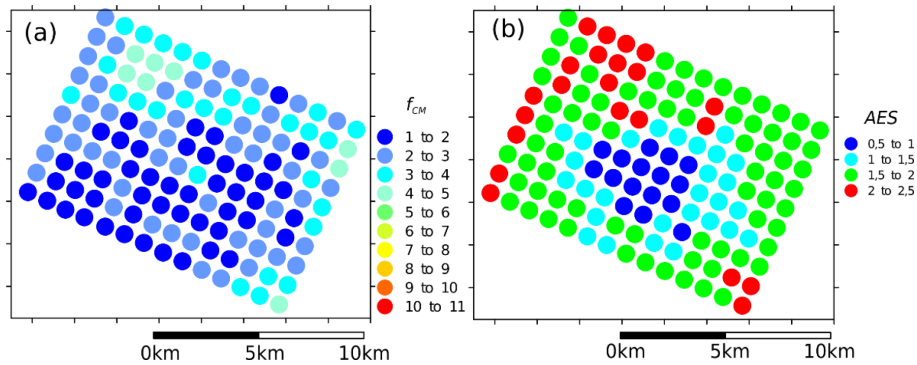 (a)
f CM
1 to 2
2 to 3
3 to 4
4 to 5
5 to 6
6 to 7
7 to 8
8 to 9
9 to 10
10 to 11
0km 5km 10km
(b)
AES
0,5 to 1
1 to 1,5
1,5 to 2
2 to 2,5
0km 5km 10km